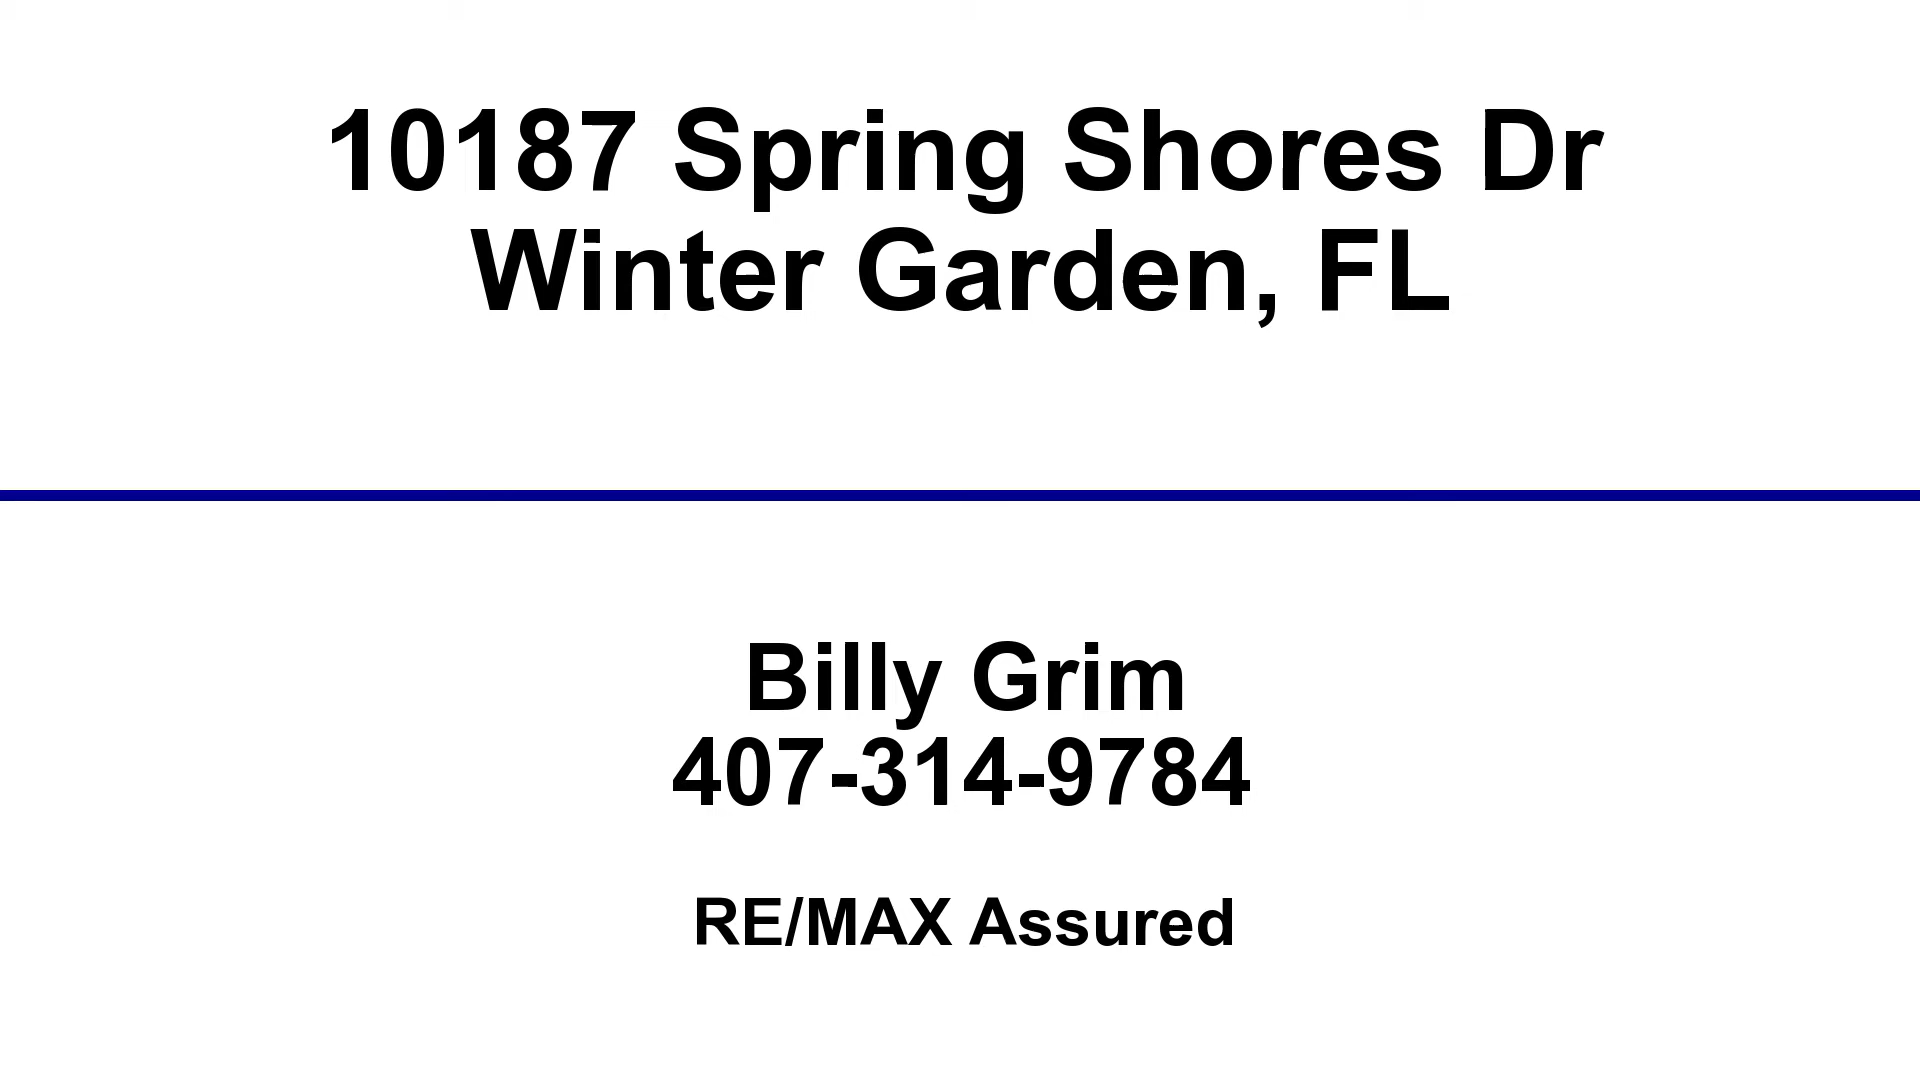 10187 Spring Shores Dr
Winter Garden, FL
Billy Grim
407-314-9784
RE/MAX Assured